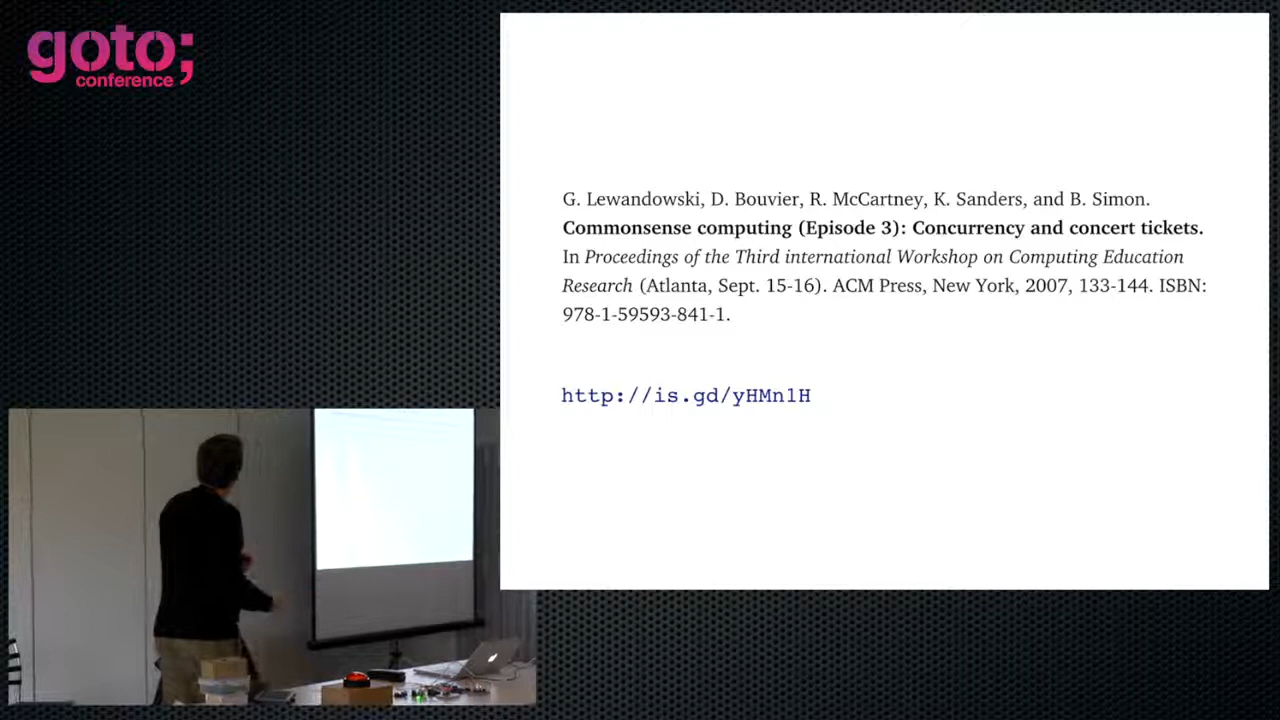 goto;
conference
G. Lewandowski, D. Bouvier, R. McCartney, K. Sanders, and B. Simon.
Commonsense computing (Episode 3): Concurrency and concert tickets.
In Proceedings of the Third international Workshop on Computing Education
Research (Atlanta, Sept. 15-16). ACM Press, New York, 2007, 133-144. ISBN:
978-1-59593-841-1.
http://is.gd/yHMn1H